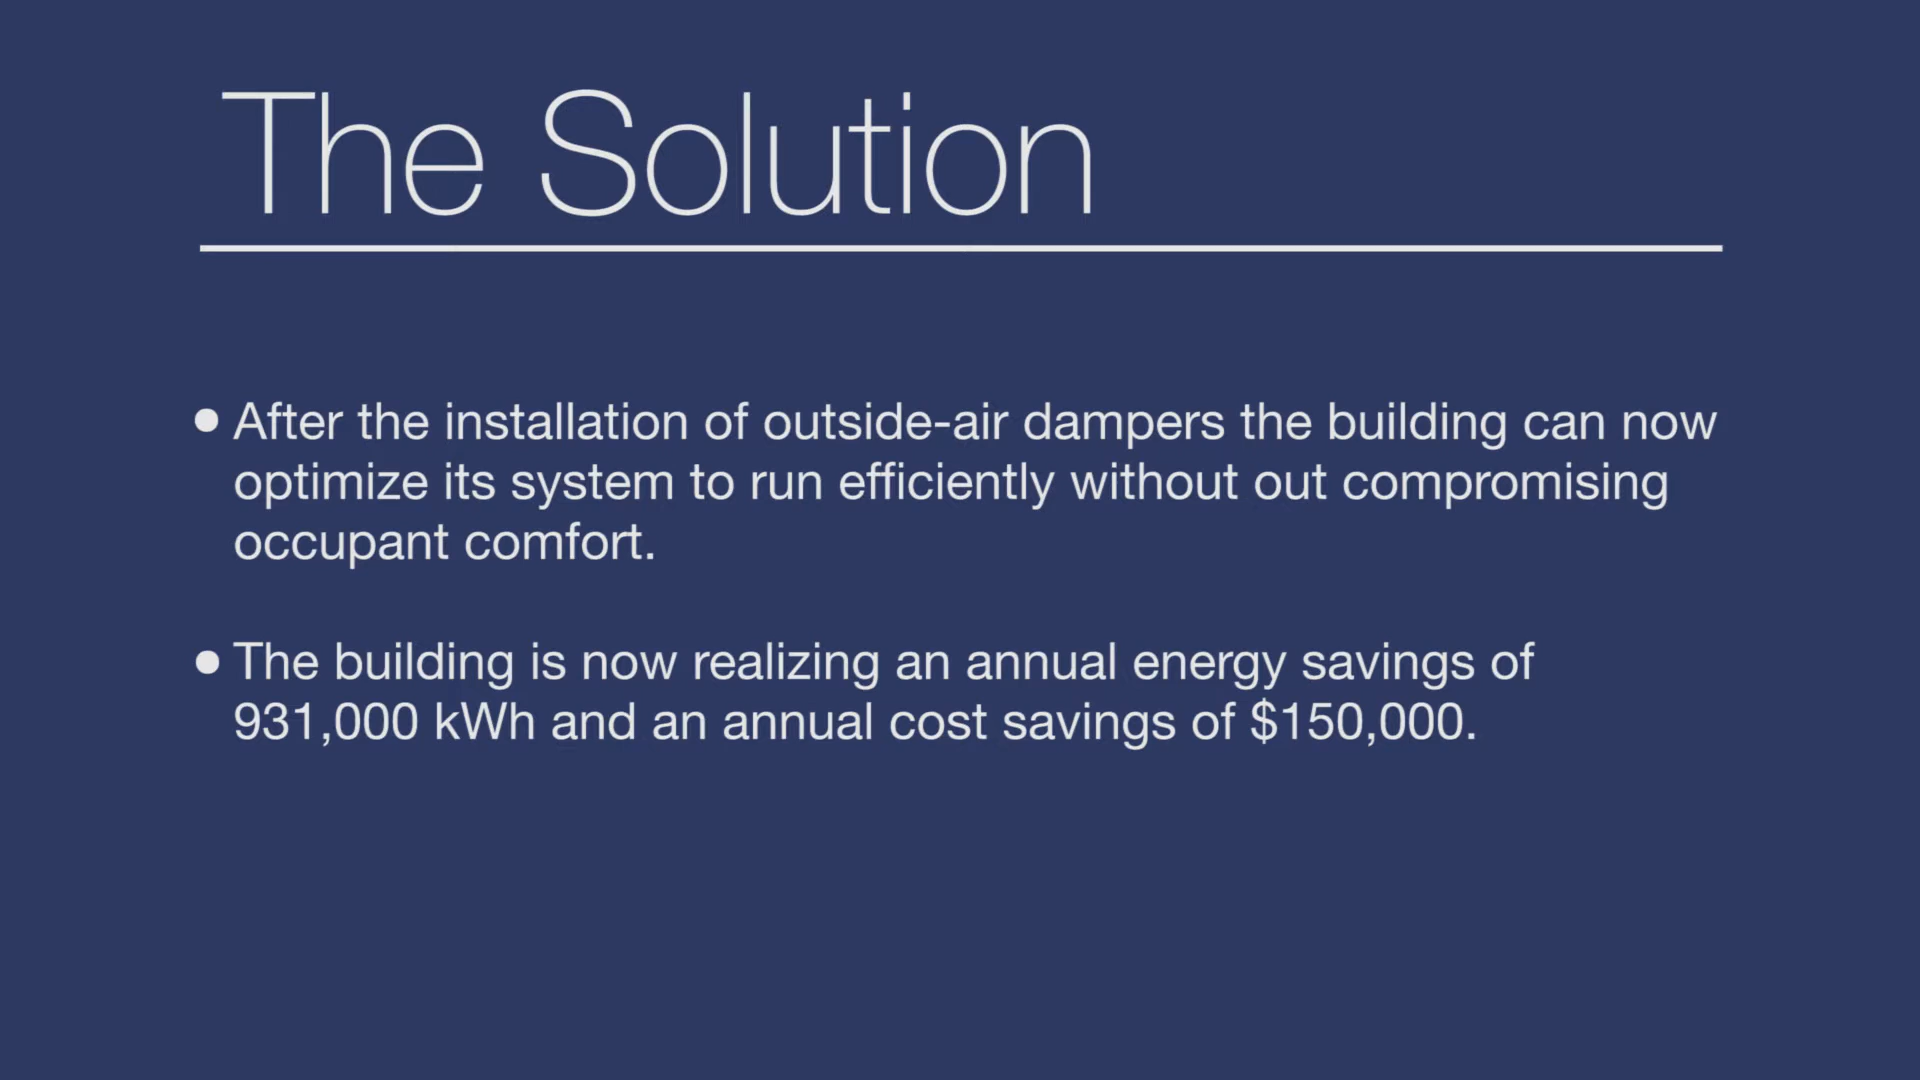 The Solution
• After the installation of outside-air dampers the building can now
optimize its system to run efficiently without out compromising
occupant comfort.
• The building is now realizing an annual energy savings of
931,000 kWh and an annual cost savings of $150,000.